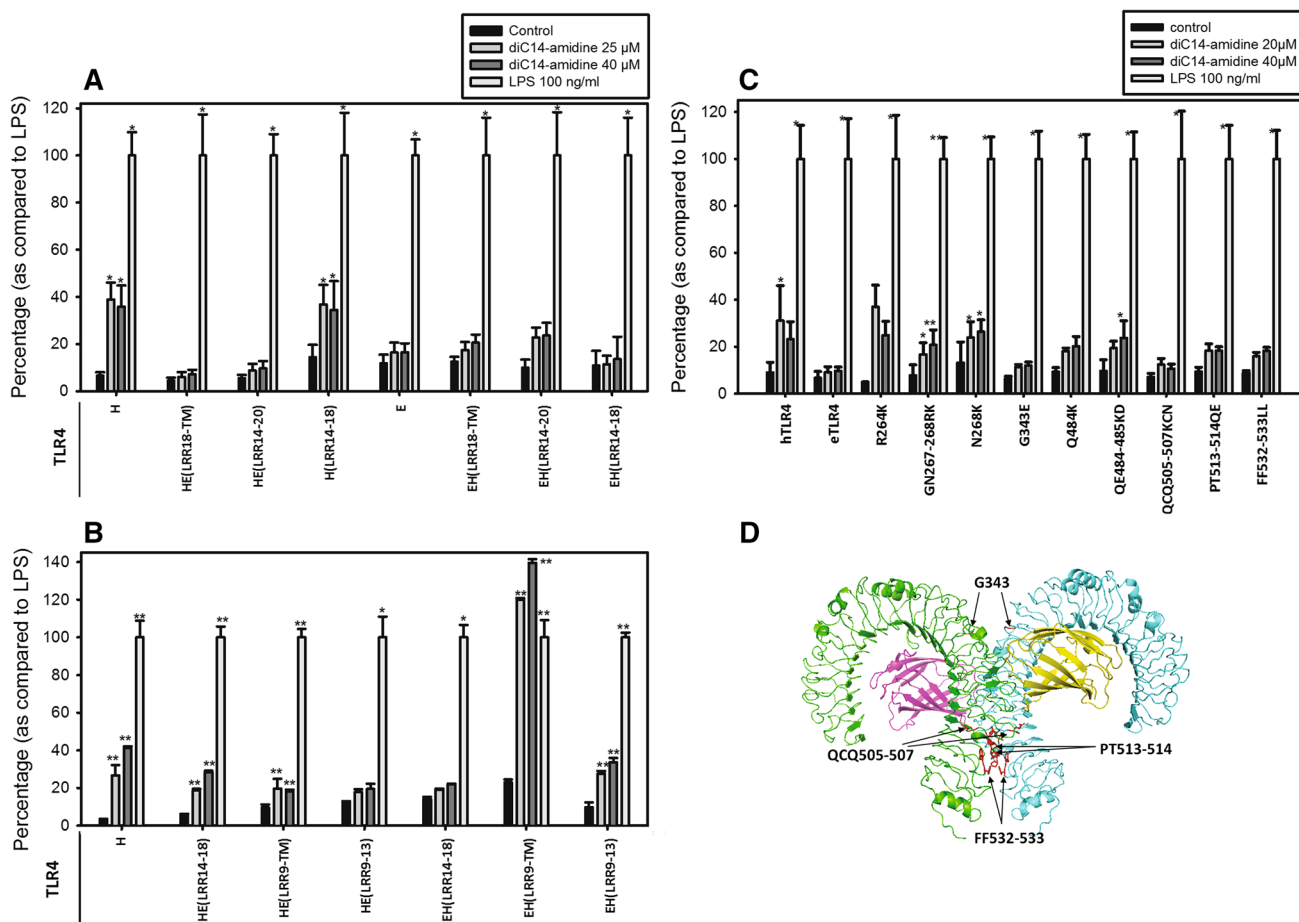 Control
diC14-amidine 25 µM
diC14-amidine 40 µM
LPS 100 ng/ml
A
Percentage (as compared to LPS)
120
100
80
60
40
20
0
* * * * * * * * * * * *
TLR4
H
HE(LRR18-TM)
HE(LRR14-20)
H(LRR14-18)
E
EH(LRR18-TM)
EH(LRR14-20)
EH(LRR14-18)
B
Percentage (as compared to LPS)
140
120
100
80
60
40
20
0
** ** ** ** ** ** ** ** ** * * ** ** ** ** ** **
TLR4
H
HE(LRR14-18)
HE(LRR9-TM)
HE(LRR9-13)
EH(LRR14-18)
EH(LRR9-TM)
EH(LRR9-13)
control
diC14-amidine 20µM
diC14-amidine 40µM
LPS 100 ng/ml
C
Percentage (as compared to LPS)
120
100
80
60
40
20
0
* * * * * ** ** * * * * * * * * * *
hTLR4
eTLR4
R264K
GN267-268RK
N268K
G343E
Q484K
QE484-485KD
QCQ505-507KCN
PT513-514QE
FF532-533LL
D
G343
QCQ505-507
PT513-514
FF532-533